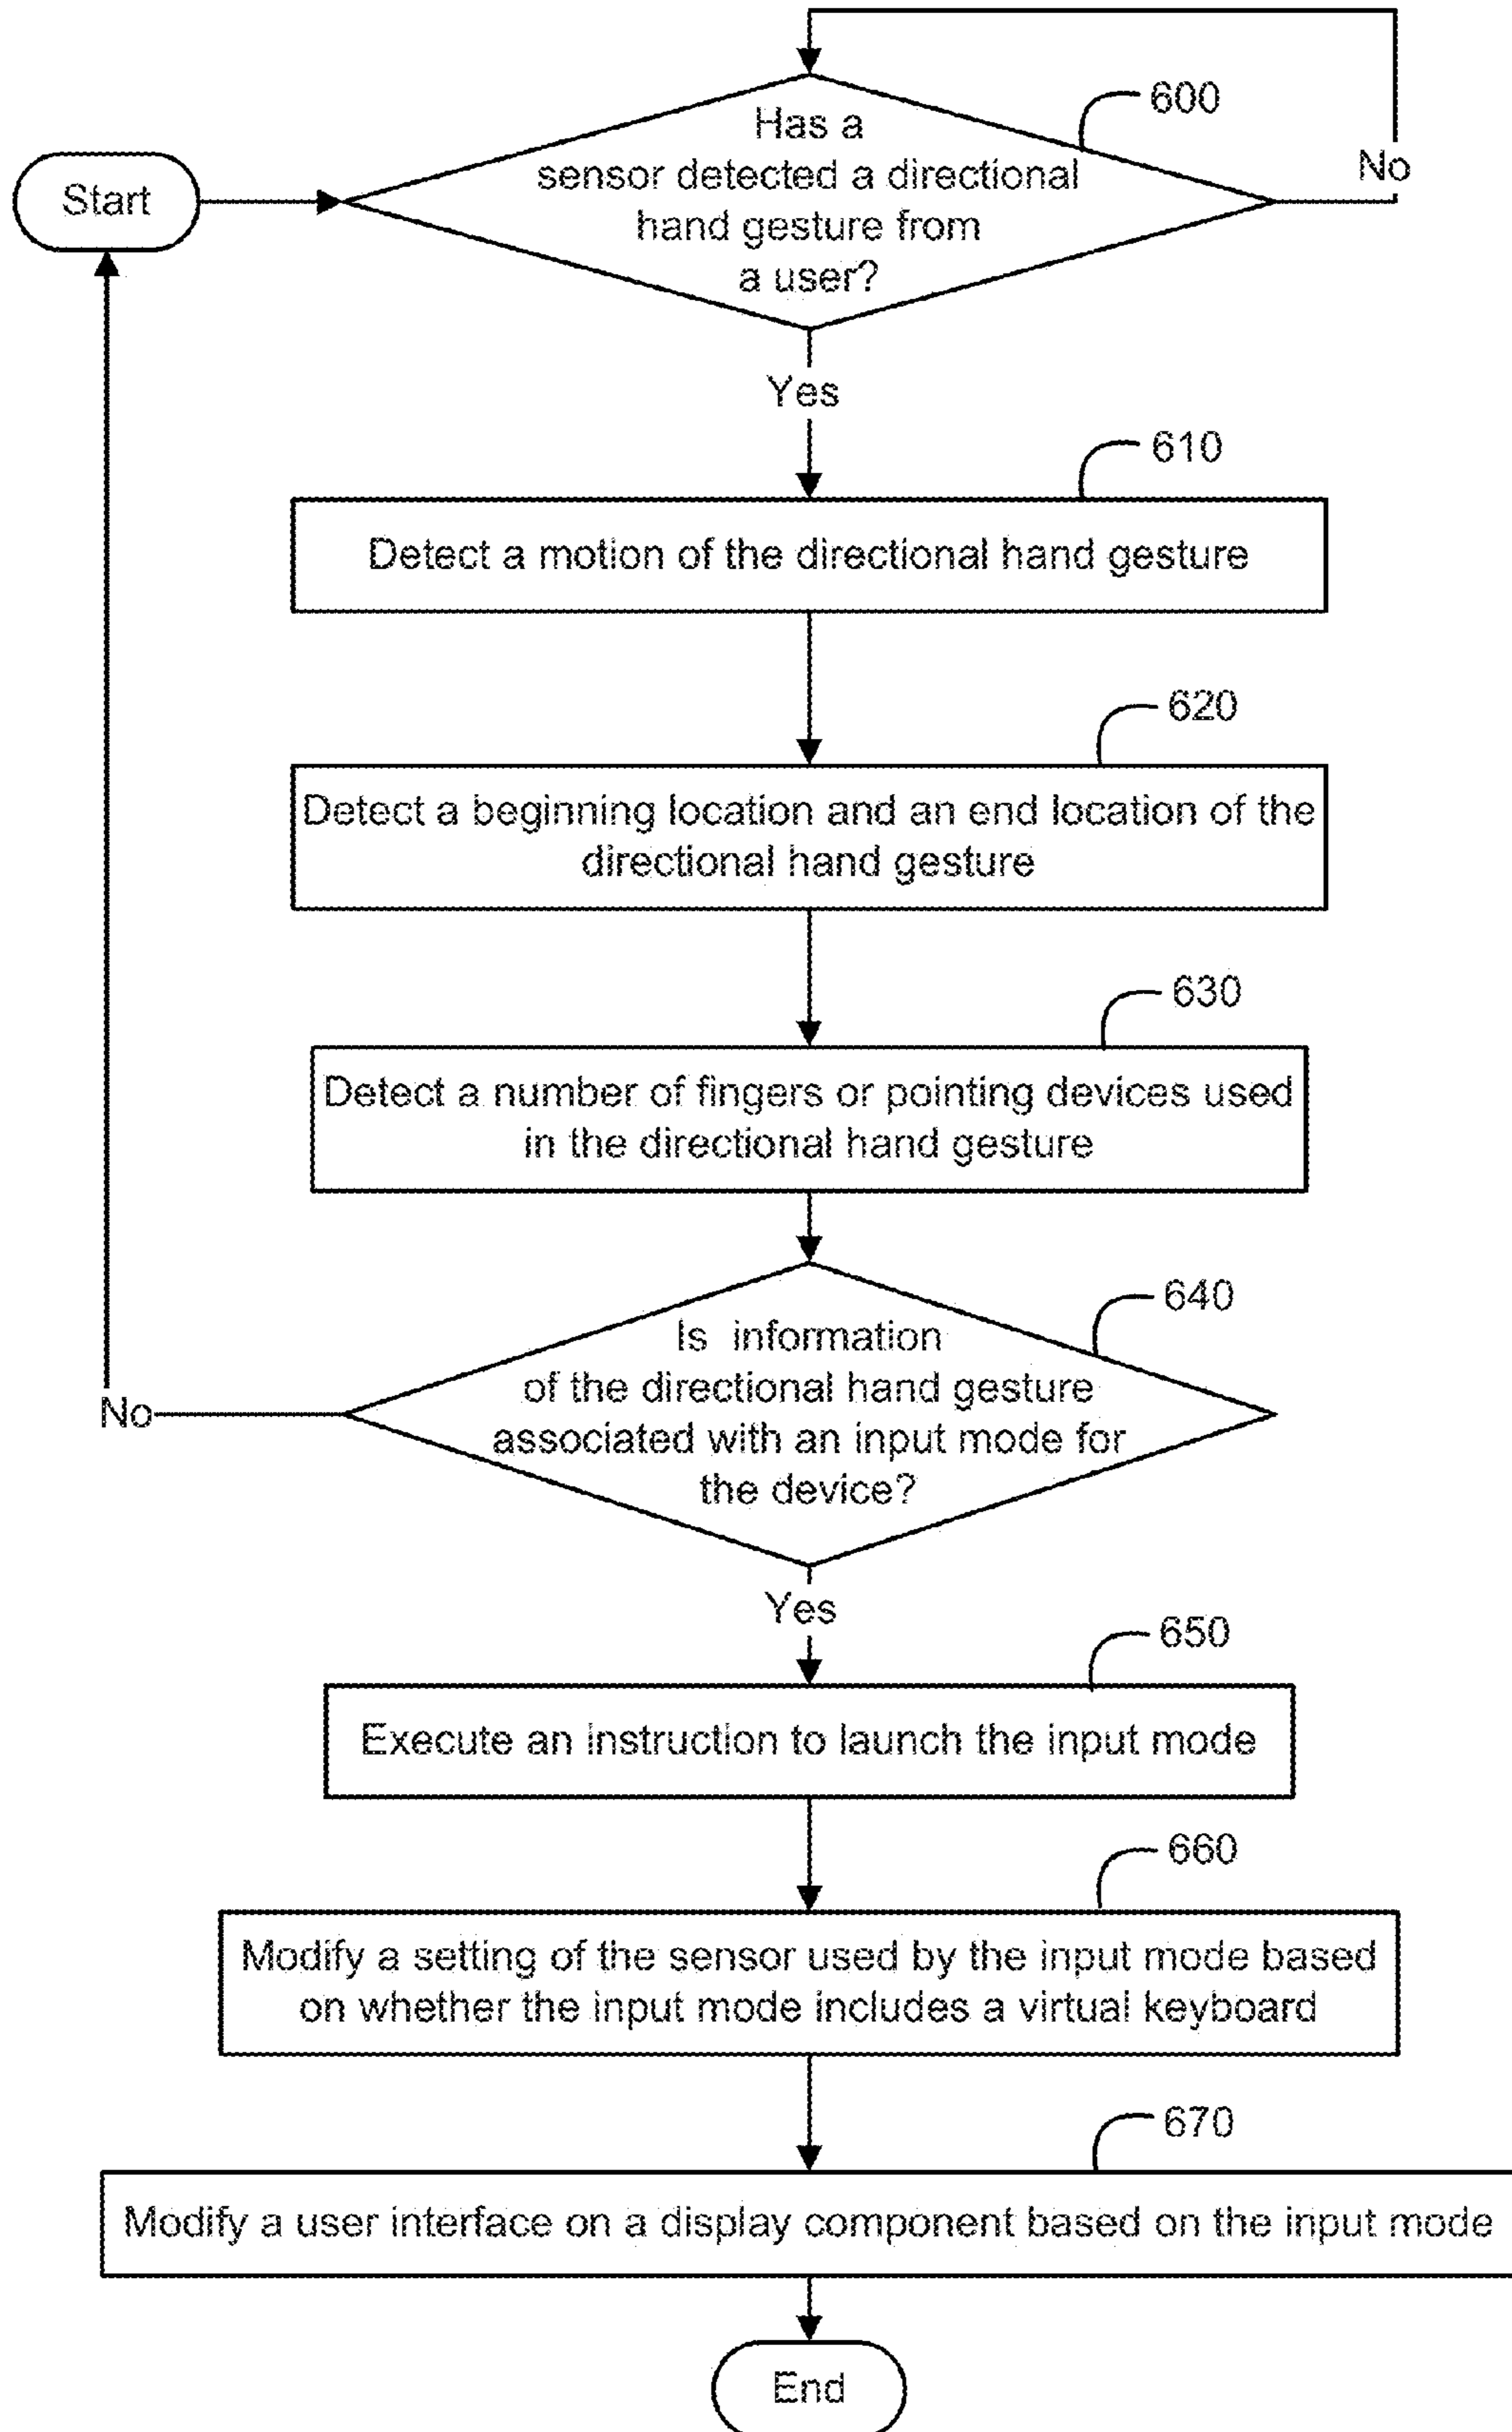 Has a
600
sensor detected a directional
No
Start
hand gesture from
a user?
Yes
610
Detect a motion of the directional hand gesture
620
Detect a beginning location and an end location of the
directional hand gesture
630
Detect a number of fingers or pointing devices used
in the directional hand gesture
640
Is information
of the directional hand gesture
No
associated with an input mode for
the device?
Yes
650
Execute an instruction to launch the input mode
660
Modify a setting of the sensor used by the input mode based
on whether the input mode includes a virtual keyboard
670
Modify a user interface on a display component based on the input mode
End